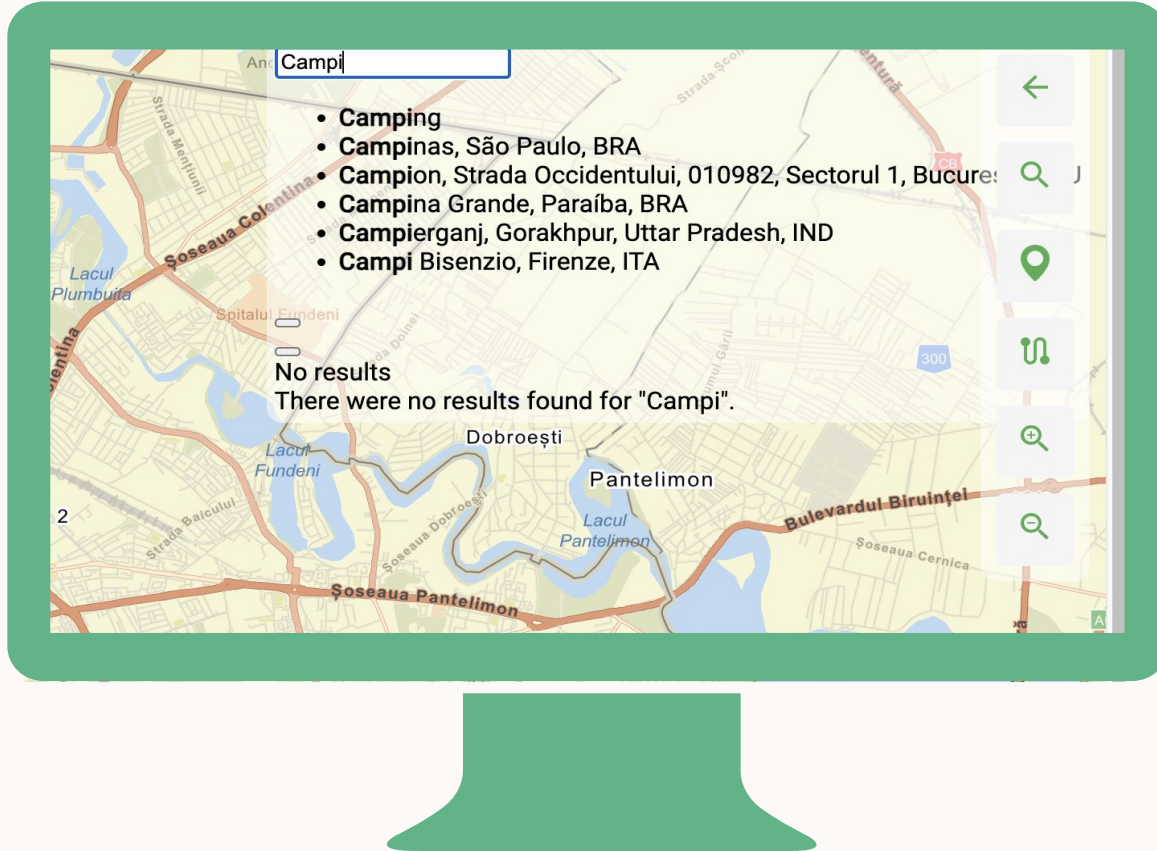 Campi
Camping
Campinas, São Paulo, BRA
Campion, Strada Occidentului, 010982, Sectorul 1, Bucures
Campina Grande, Paraíba, BRA
Campierganj, Gorakhpur, Uttar Pradesh, IND
Campi Bisenzio, Firenze, ITA
No results
There were no results found for "Campi".
Strada Mențiunii
Șoseaua Colentina
CB
Lacul
Plumbuita
Spitalul Fundeni
300
Dobroești
Lacul
Fundeni
Pantelimon
2
Strada Baicului
Șoseaua Dobroești
Lacul
Pantelimon
Bulevardul Biruinței
Șoseaua Cernica
Șoseaua Pantelimon